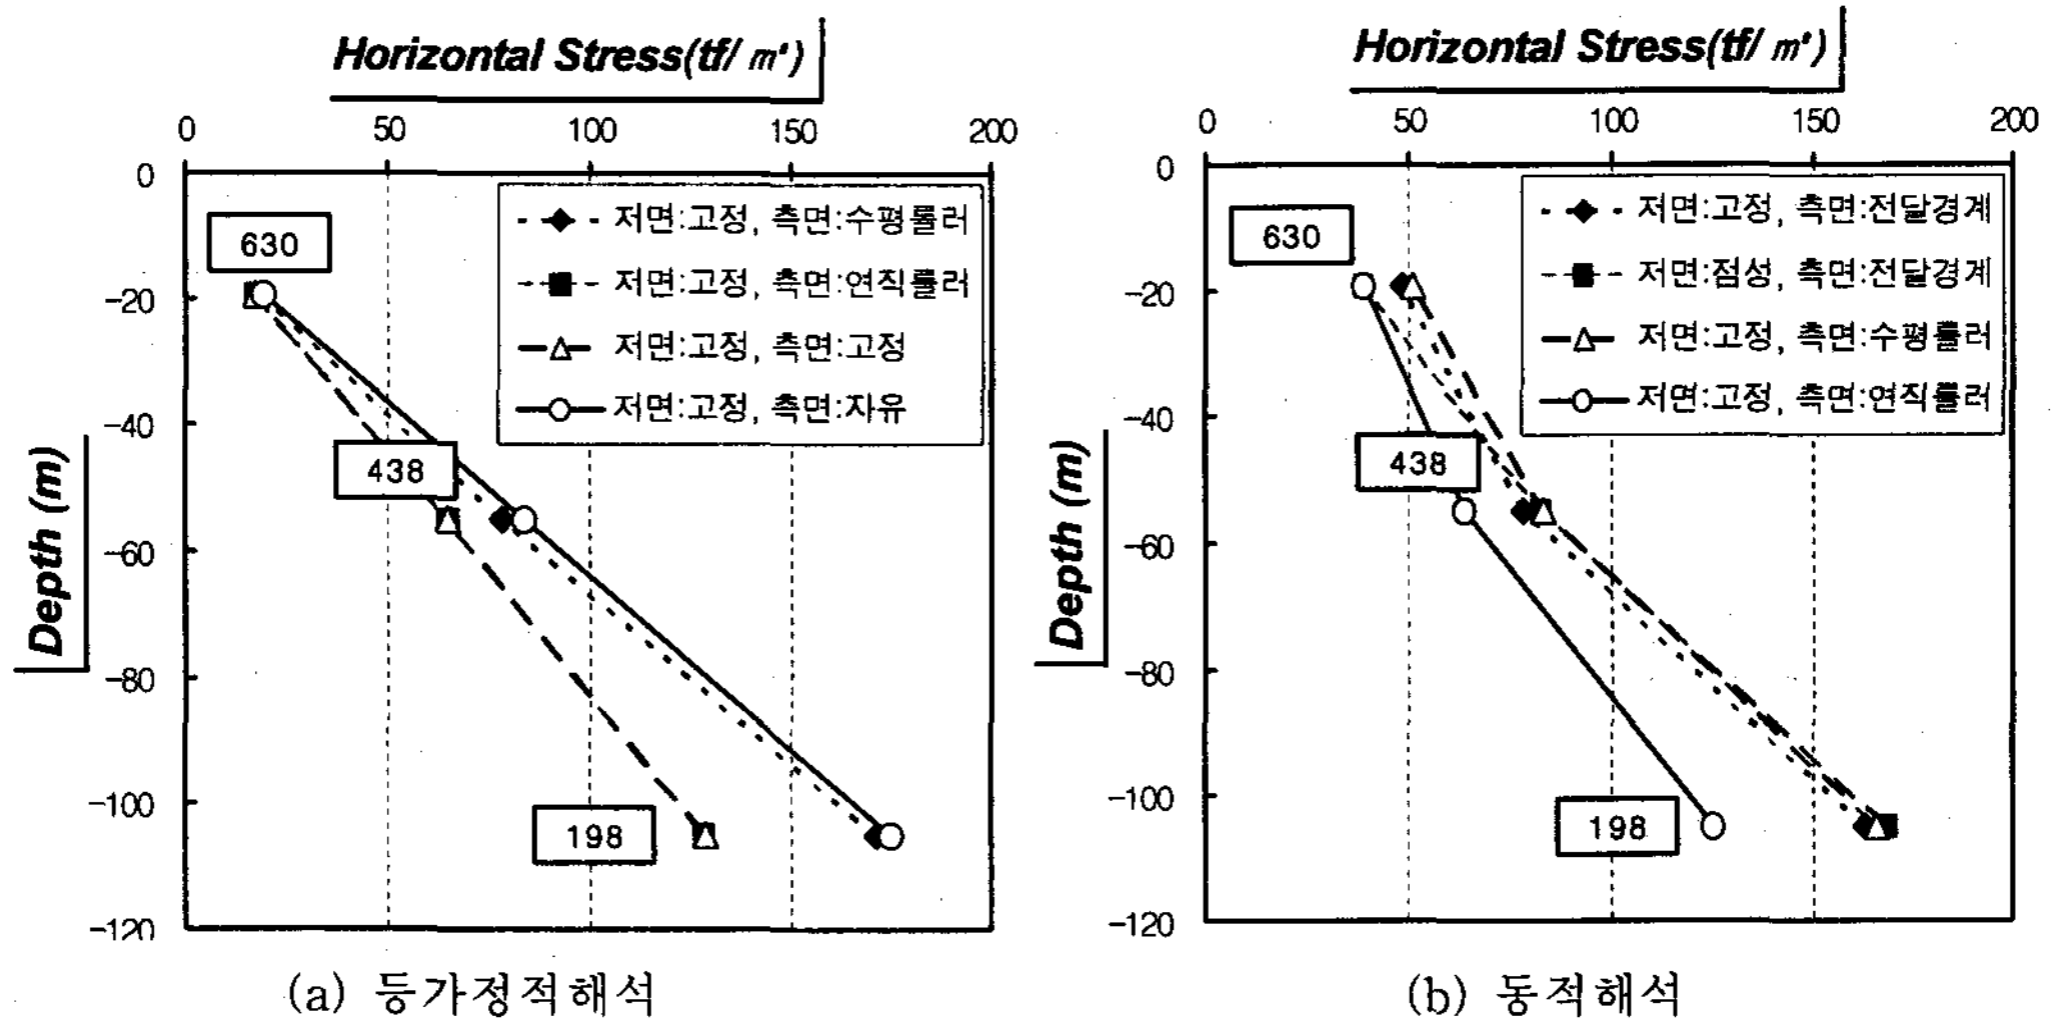 Horizontal Stress(tf/㎡)
0 50 100 150 200
0
-20
-40
-60
-80
-100
-120
Depth (m)
630
438
198
저면:고정, 측면:수평롤러
저면:고정, 측면:연직롤러
저면:고정, 측면:고정
저면:고정, 측면:자유
(a) 등가정적해석
Horizontal Stress(tf/㎡)
0 50 100 150 200
0
-20
-40
-60
-80
-100
-120
Depth (m)
630
438
198
저면:고정, 측면:전달경계
저면:점성, 측면:전달경계
저면:고정, 측면:수평롤러
저면:고정, 측면:연직롤러
(b) 동적해석